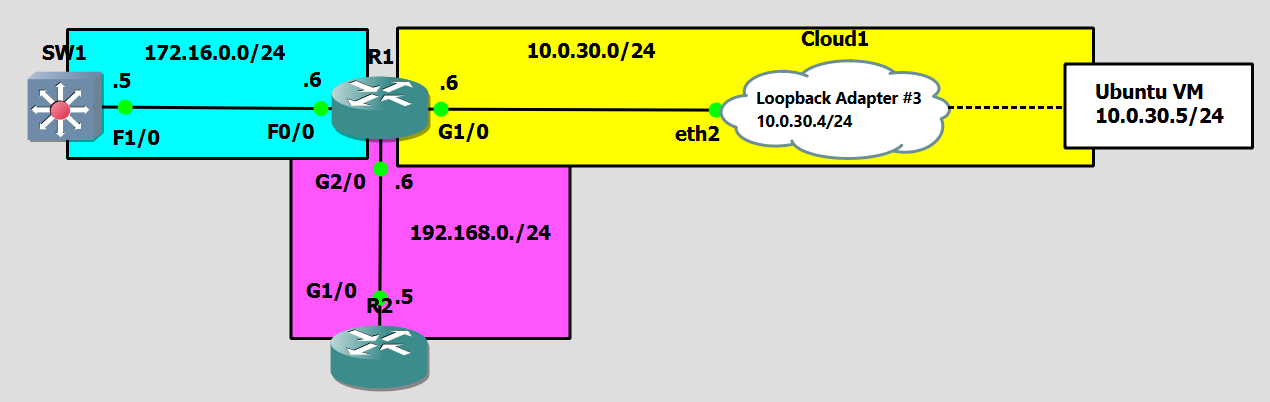 SW1
172.16.0.0/24
R1
10.0.30.0/24
Cloud1
.5
.6
.6
Loopback Adapter #3
10.0.30.4/24
Ubuntu VM
10.0.30.5/24
F1/0
F0/0
G1/0
eth2
G2/0
.6
192.168.0./24
G1/0
.5
R2